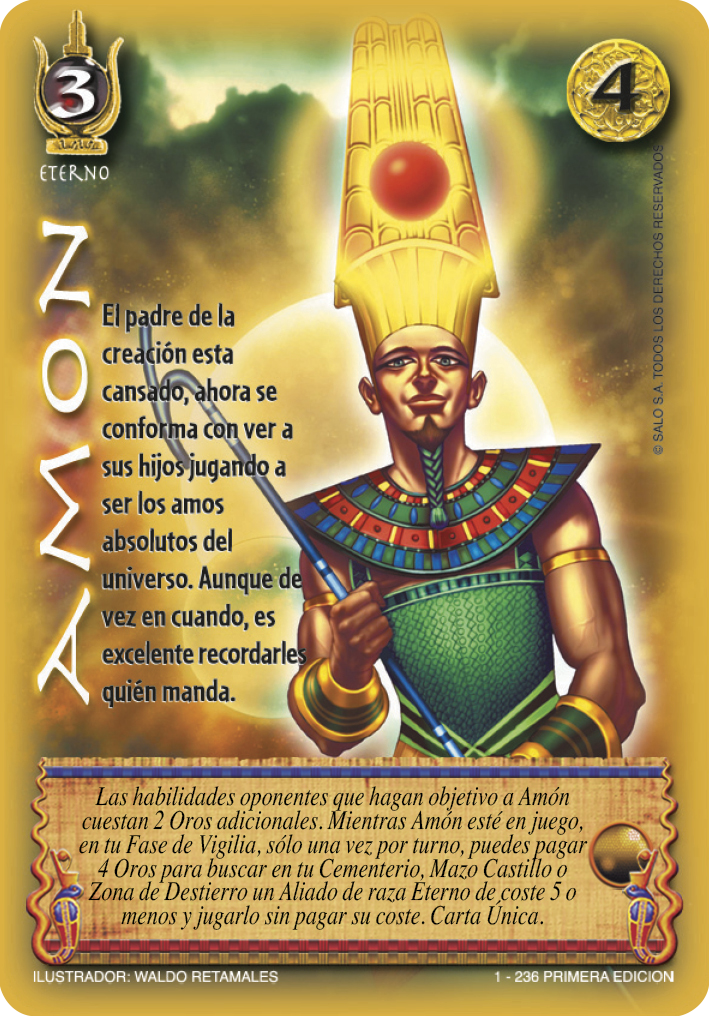 3
4
ETERNO
AMON
El padre de la
creación esta
cansado, ahora se
conforma con ver a
sus hijos jugando a
ser los amos
absolutos del
universo. Aunque de
vez en cuando, es
excelente recordarles
quién manda.
© SALO S.A. TODOS LOS DERECHOS RESERVADOS
Las habilidades oponentes que hagan objetivo a Amón
cuestan 2 Oros adicionales. Mientras Amón esté en juego,
en tu Fase de Vigilia, sólo una vez por turno, puedes pagar
4 Oros para buscar en tu Cementerio, Mazo Castillo o
Zona de Destierro un Aliado de raza Eterno de coste 5 o
menos y jugarlo sin pagar su coste. Carta Única.
ILUSTRADOR: WALDO RETAMALES
1 - 236 PRIMERA EDICION